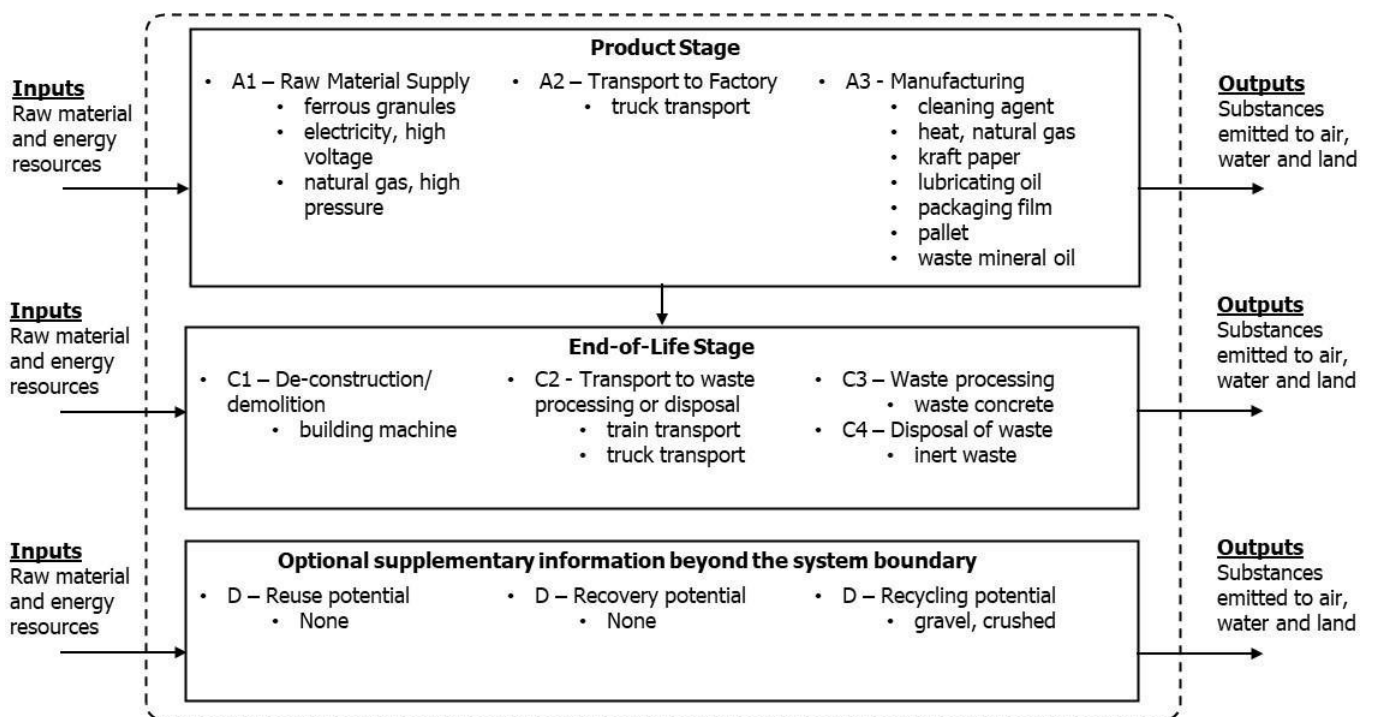 Product Stage
Inputs
Raw material
and energy
resources
• A1 – Raw Material Supply
• ferrous granules
• electricity, high
voltage
• natural gas, high
pressure
• A2 – Transport to Factory
• truck transport
• A3 - Manufacturing
• cleaning agent
• heat, natural gas
• kraft paper
• lubricating oil
• packaging film
• pallet
• waste mineral oil
Outputs
Substances
emitted to air,
water and land
End-of-Life Stage
Inputs
Raw material
and energy
resources
• C1 – De-construction/
demolition
• building machine
• C2 - Transport to waste
processing or disposal
• train transport
• truck transport
• C3 – Waste processing
• waste concrete
• C4 – Disposal of waste
• inert waste
Outputs
Substances
emitted to air,
water and land
Optional supplementary information beyond the system boundary
Inputs
Raw material
and energy
resources
• D – Reuse potential
• None
• D – Recovery potential
• None
• D – Recycling potential
• gravel, crushed
Outputs
Substances
emitted to air,
water and land